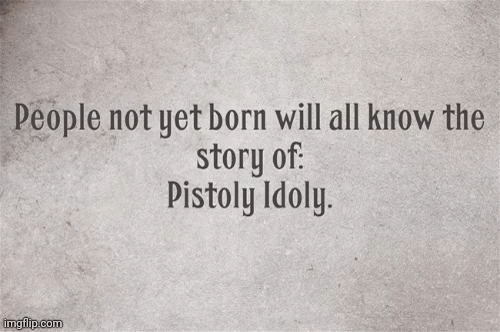 People not yet born will all know the
story of:
Pistoly Idoly.
imgflip.com